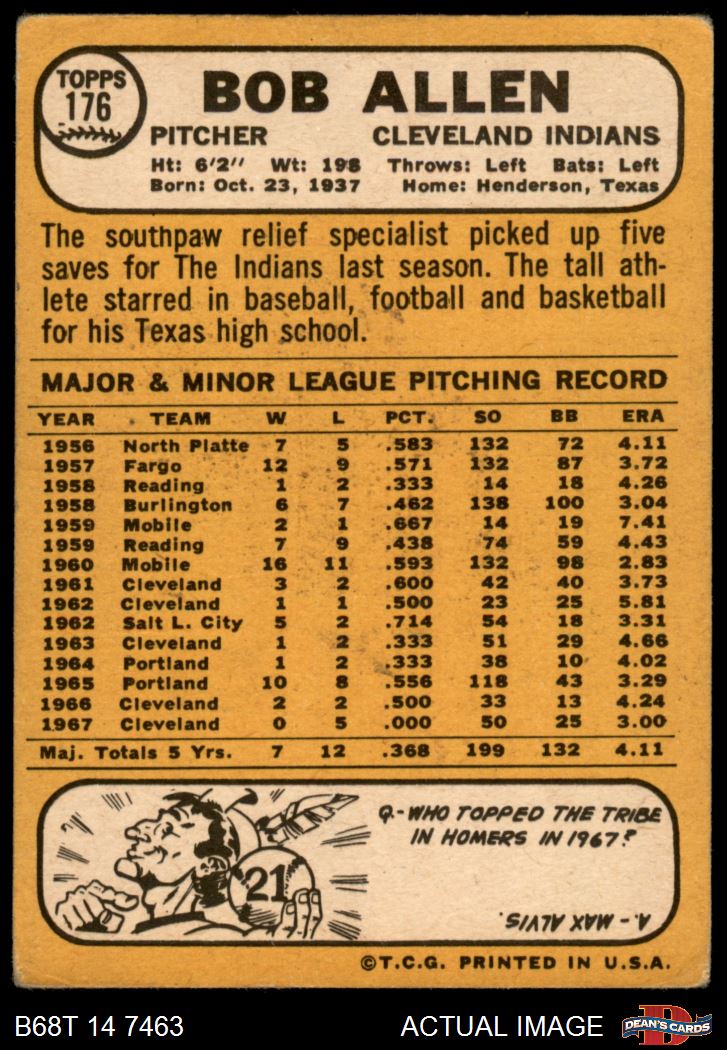 TOPPS
176
BOB ALLEN
PITCHER CLEVELAND INDIANS
Ht: 6'2" Wt: 198 Throws: Left Bats: Left
Born: Oct. 23, 1937 Home: Henderson, Texas
The southpaw relief specialist picked up five
saves for The Indians last season. The tall ath-
lete starred in baseball, football and basketball
for his Texas high school.
MAJOR & MINOR LEAGUE PITCHING RECORD
YEAR TEAM W L PCT. SO BB ERA
1956 North Platte 7 5 .583 132 72 4.11
1957 Fargo 12 9 .571 132 87 3.72
1958 Reading 1 2 .333 14 18 4.26
1958 Burlington 6 7 .462 138 100 3.04
1959 Mobile 2 1 .667 14 19 7.41
1959 Reading 7 9 .438 74 59 4.43
1960 Mobile 16 11 .593 132 98 2.83
1961 Cleveland 3 2 .600 42 40 3.73
1962 Cleveland 1 1 .500 23 25 5.81
1962 Salt L. City 5 2 .714 54 18 3.31
1963 Cleveland 1 2 .333 51 29 4.66
1964 Portland 1 2 .333 38 10 4.02
1965 Portland 10 8 .556 118 43 3.29
1966 Cleveland 2 2 .500 33 13 4.24
1967 Cleveland 0 5 .000 50 25 3.00
Maj. Totals 5 Yrs. 7 12 .368 199 132 4.11
21
Q-WHO TOPPED THE TRIBE
IN HOMERS IN 1967?
A.-MAX ALVIS.
©T.C.G. PRINTED IN U.S.A.
B68T 14 7463 ACTUAL IMAGE
D
DEAN'S CARDS